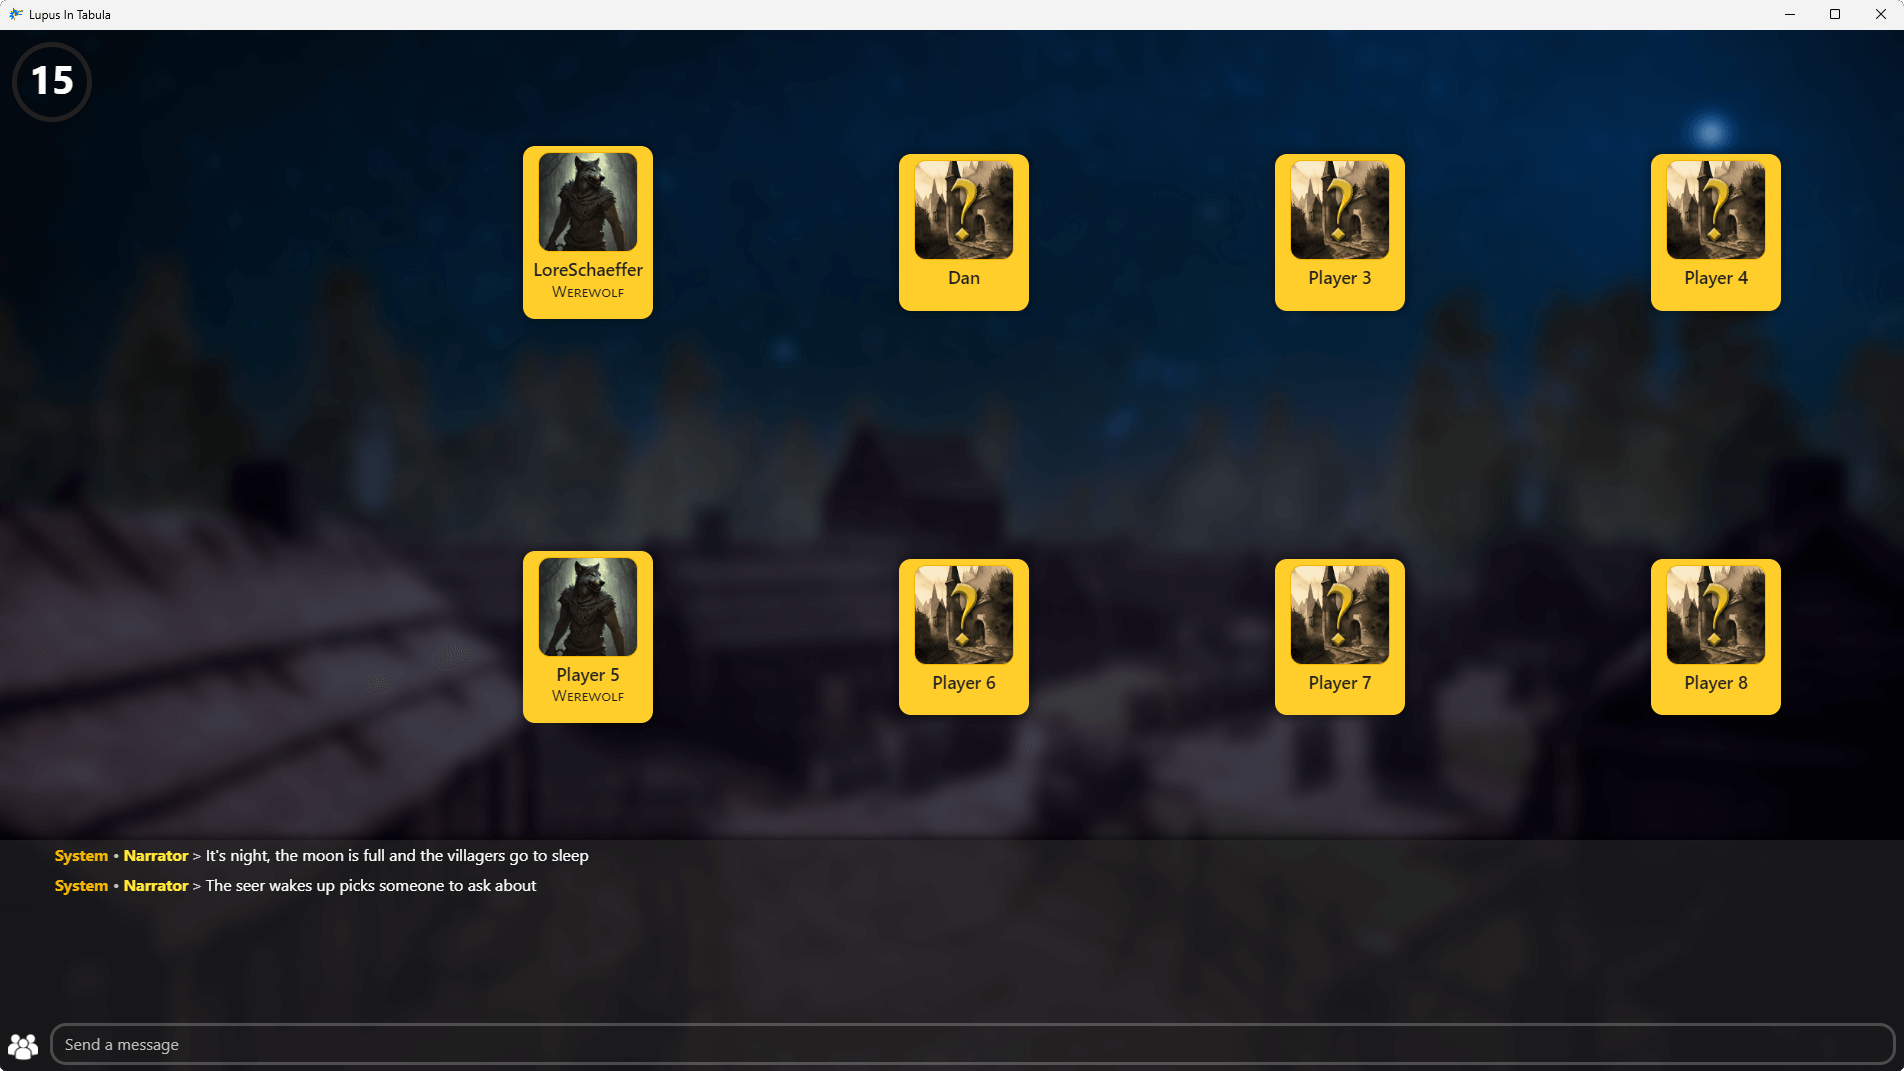 Lupus In Tabula
15
LoreSchaeffer
Werewolf
Dan
Player 3
Player 4
Player 5
Werewolf
Player 6
Player 7
Player 8
System • Narrator > It's night, the moon is full and the villagers go to sleep
System • Narrator > The seer wakes up picks someone to ask about
Send a message